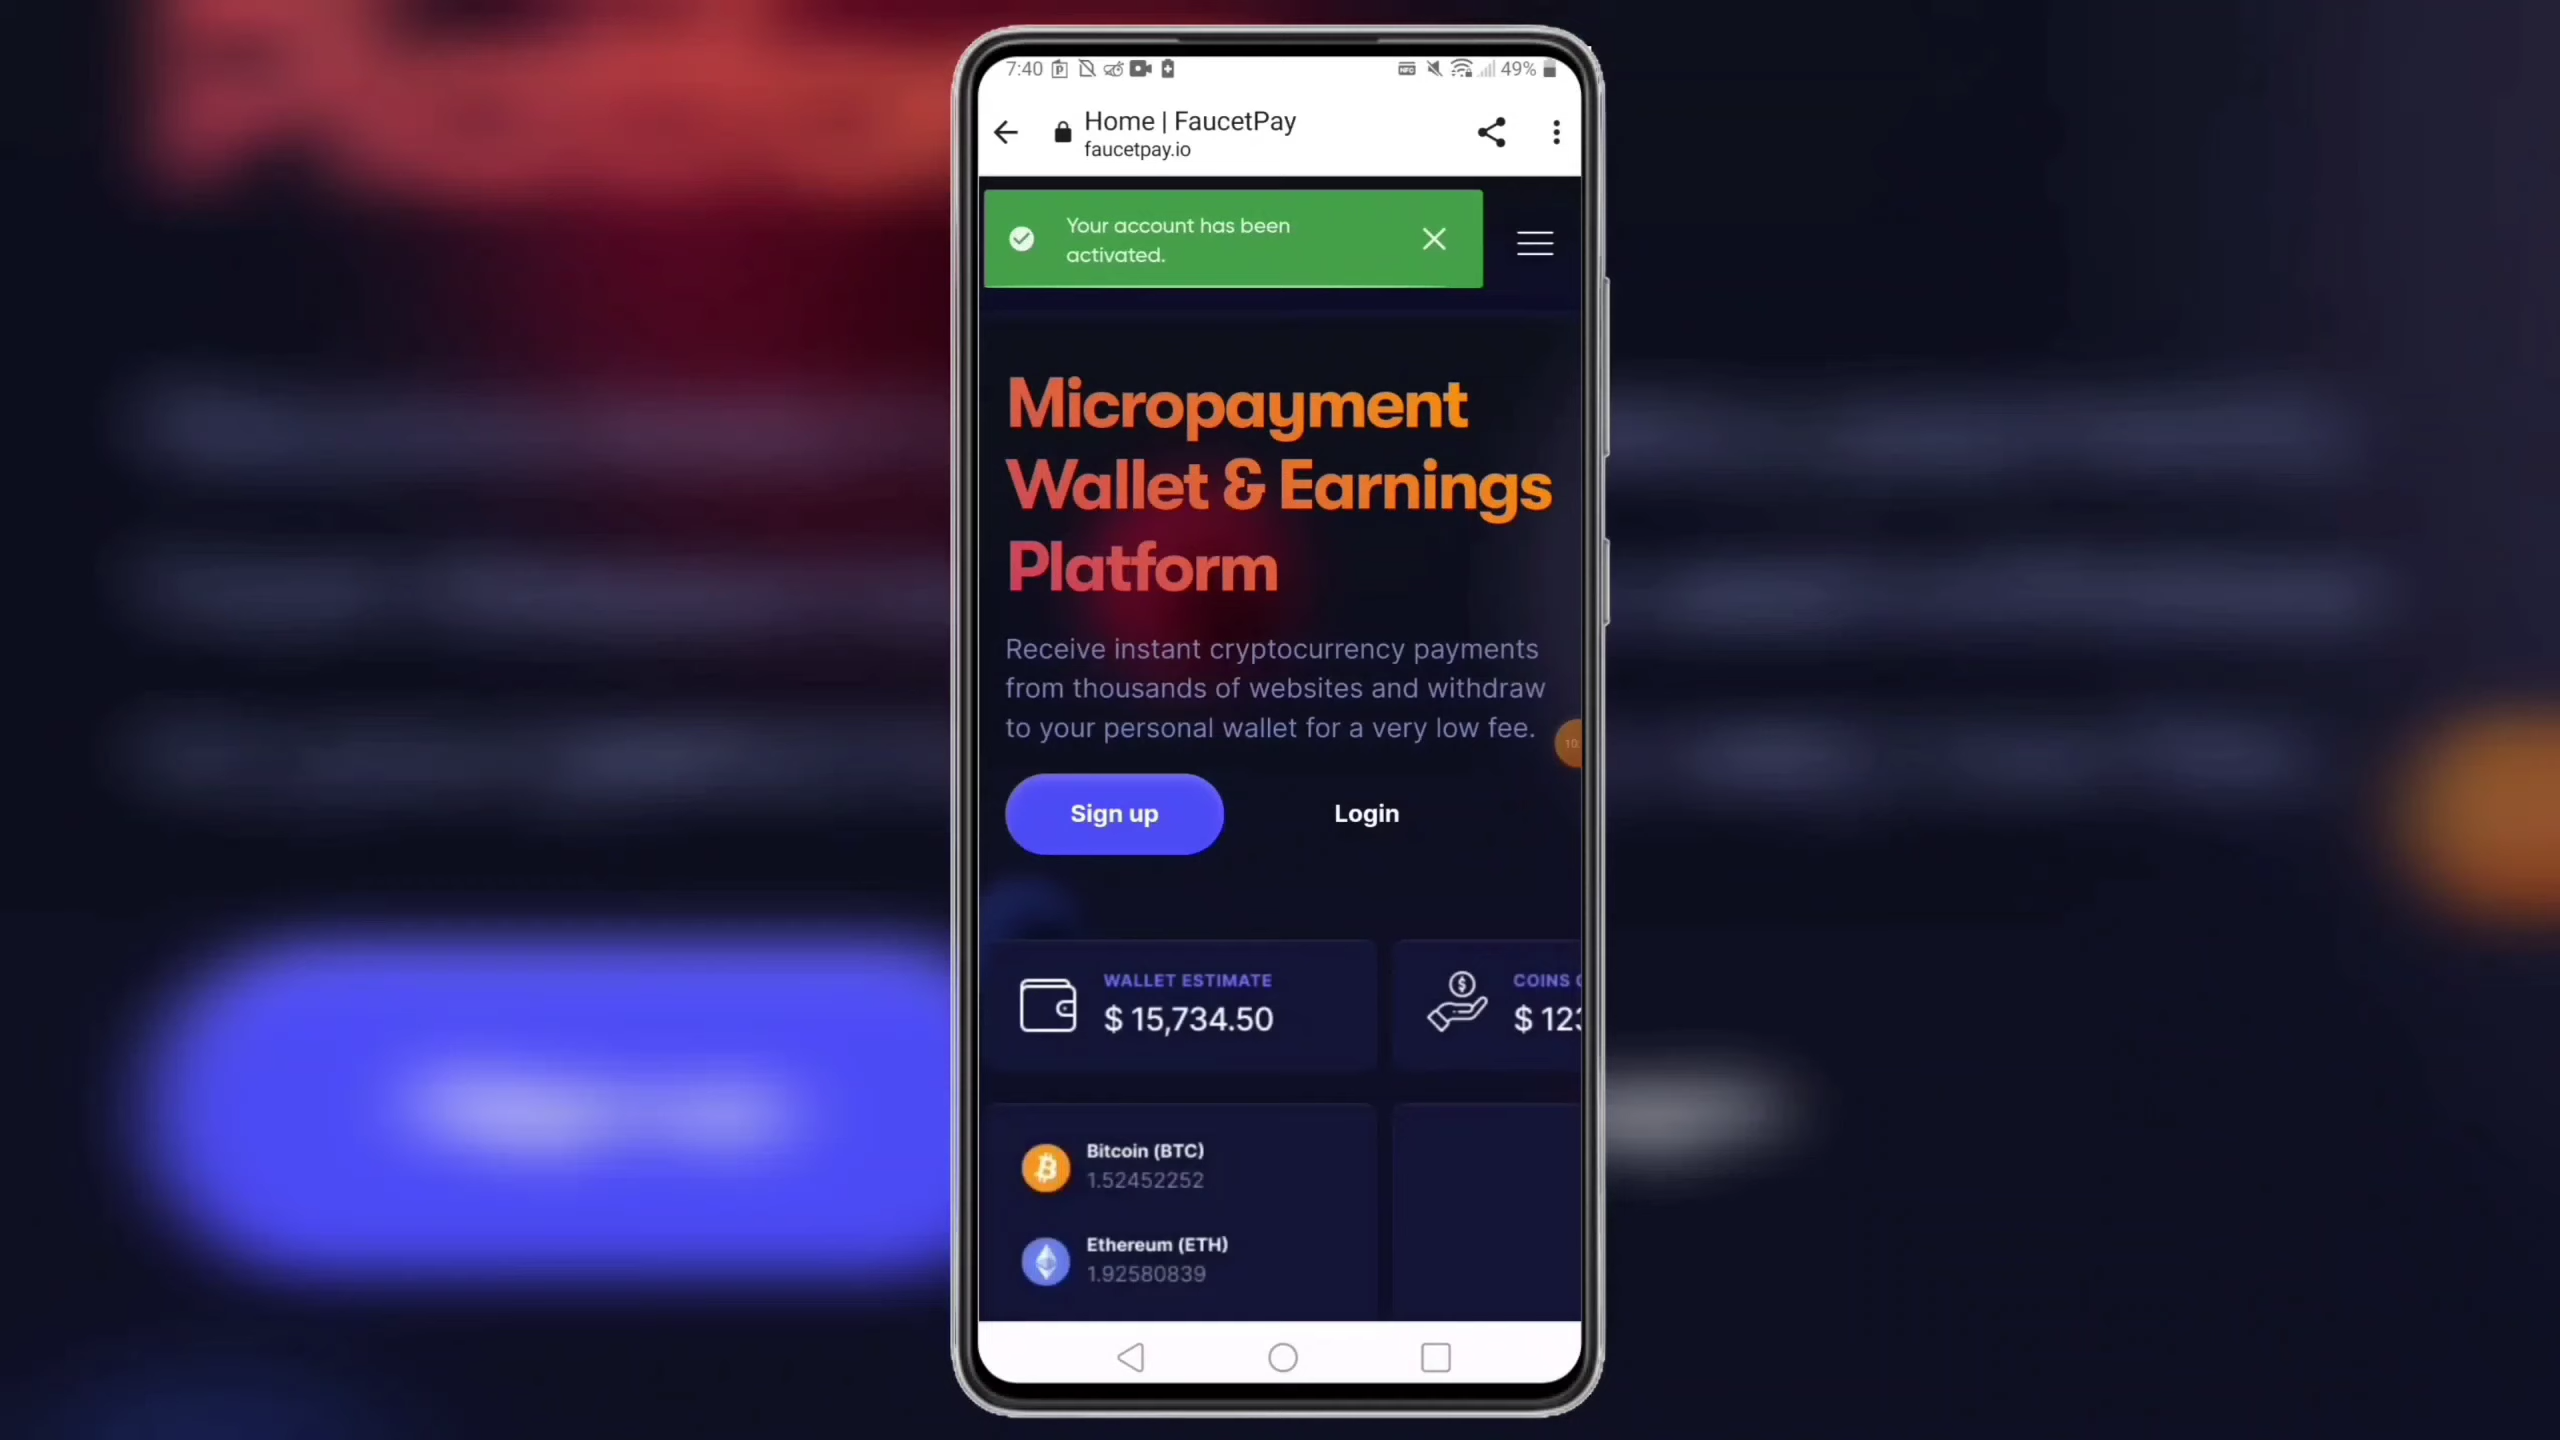 7:40
49%
Home | FaucetPay
faucetpay.io
Your account has been
activated.
Micropayment
Wallet & Earnings
Platform
Receive instant cryptocurrency payments
from thousands of websites and withdraw
to your personal wallet for a very low fee.
Sign up
Login
WALLET ESTIMATE
$ 15,734.50
COINS
$ 123
Bitcoin (BTC)
1.52452252
Ethereum (ETH)
1.92580839